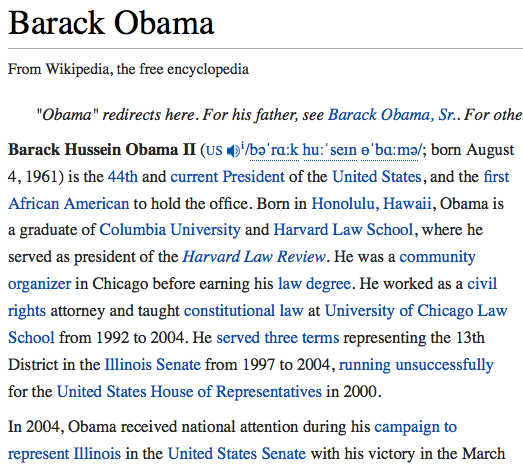 Barack Obama
From Wikipedia, the free encyclopedia
"Obama" redirects here. For his father, see Barack Obama, Sr.. For othe
Barack Hussein Obama II (US /bəˈrɑːk huːˈseɪn ɵˈbɑːmə/; born August
4, 1961) is the 44th and current President of the United States, and the first
African American to hold the office. Born in Honolulu, Hawaii, Obama is
a graduate of Columbia University and Harvard Law School, where he
served as president of the Harvard Law Review. He was a community
organizer in Chicago before earning his law degree. He worked as a civil
rights attorney and taught constitutional law at University of Chicago Law
School from 1992 to 2004. He served three terms representing the 13th
District in the Illinois Senate from 1997 to 2004, running unsuccessfully
for the United States House of Representatives in 2000.
In 2004, Obama received national attention during his campaign to
represent Illinois in the United States Senate with his victory in the March